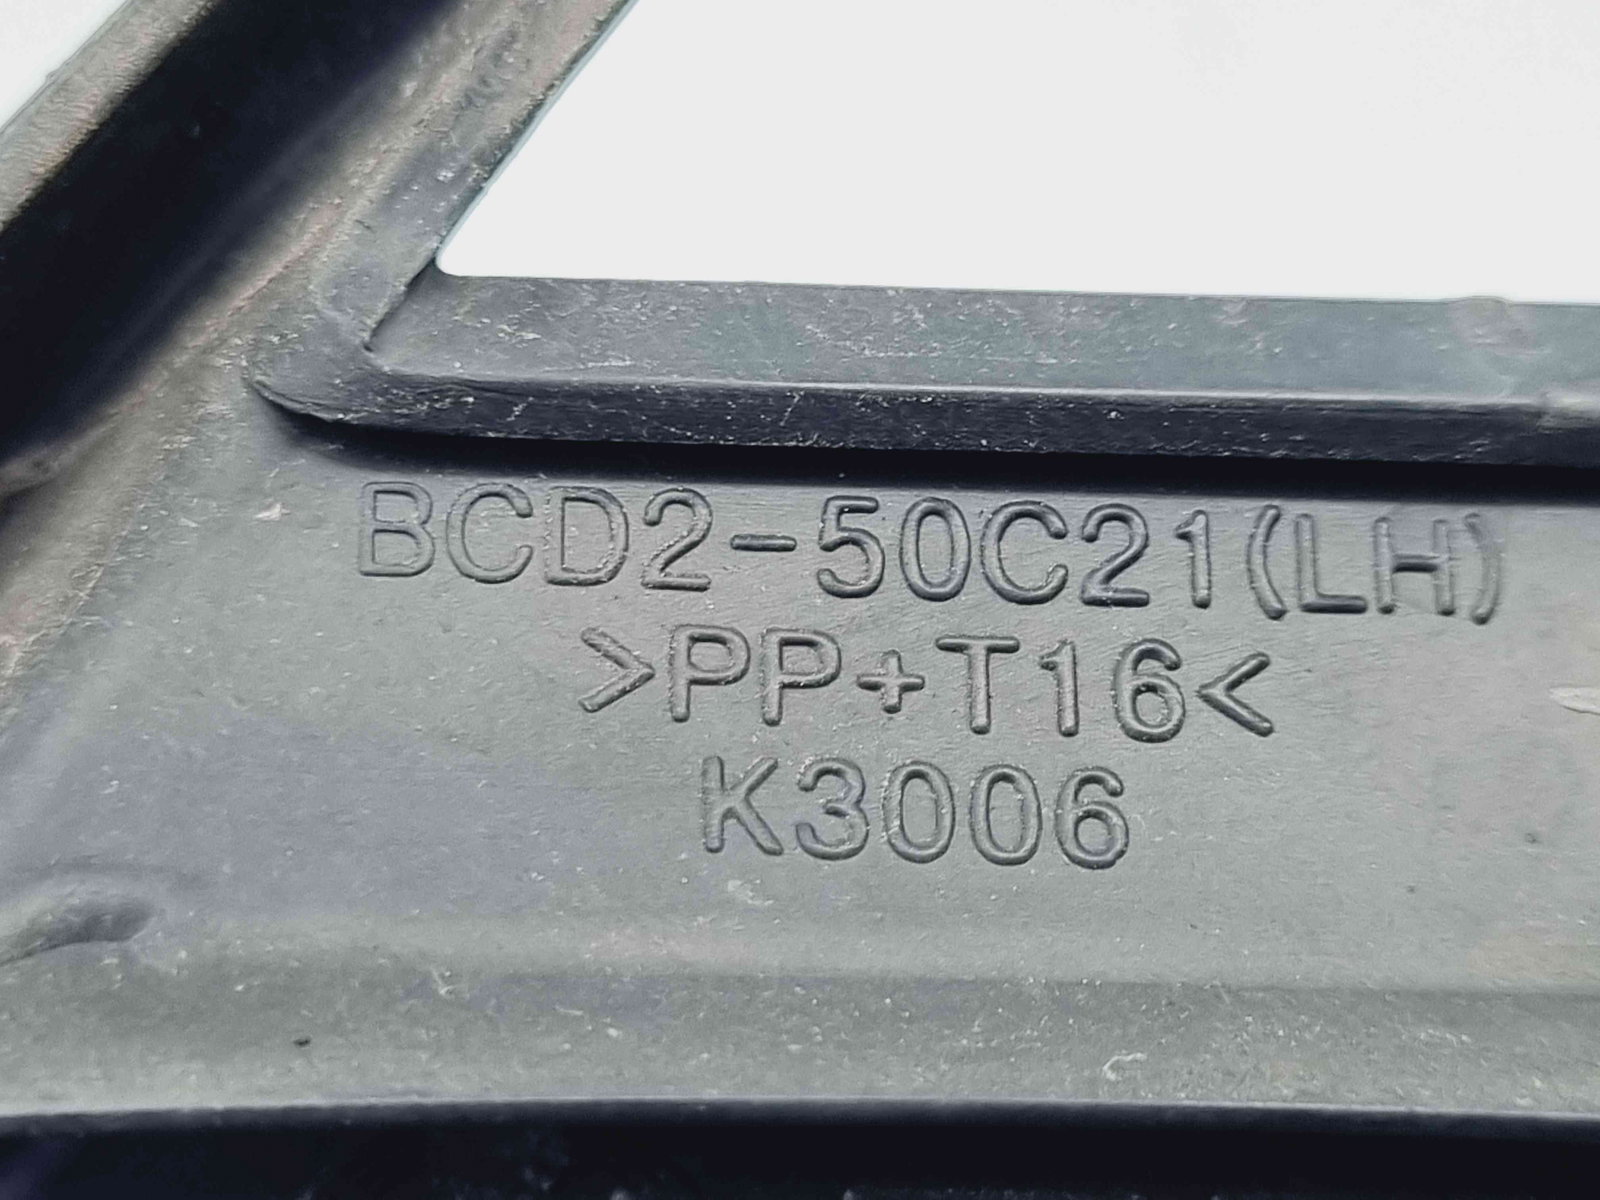 BCD2-50C21(LH)
>PP+T16<
K3006